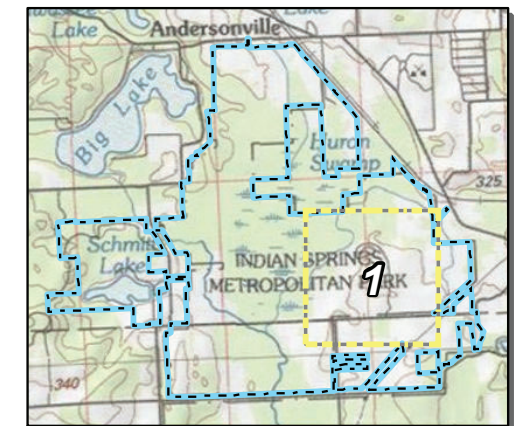 Lake
Andersonville
Big Lake
Huron
Swamp
325
Schmitt
Lake
INDIAN SPRINGS
METROPOLITAN PARK
1
340